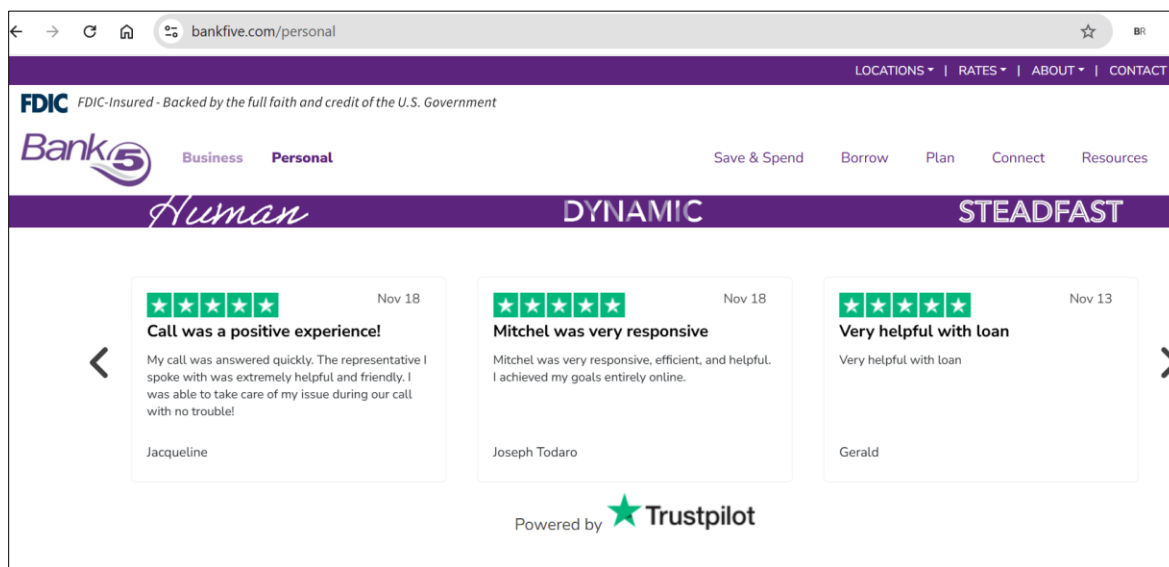 bankfive.com/personal
BR
LOCATIONS | RATES | ABOUT | CONTACT
FDIC FDIC-Insured - Backed by the full faith and credit of the U.S. Government
Bank5 Business Personal Save & Spend Borrow Plan Connect Resources
Human DYNAMIC STEADFAST
Nov 18
Call was a positive experience!
My call was answered quickly. The representative I
spoke with was extremely helpful and friendly. I
was able to take care of my issue during our call
with no trouble!
Jacqueline
Nov 18
Mitchel was very responsive
Mitchel was very responsive, efficient, and helpful.
I achieved my goals entirely online.
Joseph Todaro
Nov 13
Very helpful with loan
Very helpful with loan
Gerald
Powered by Trustpilot